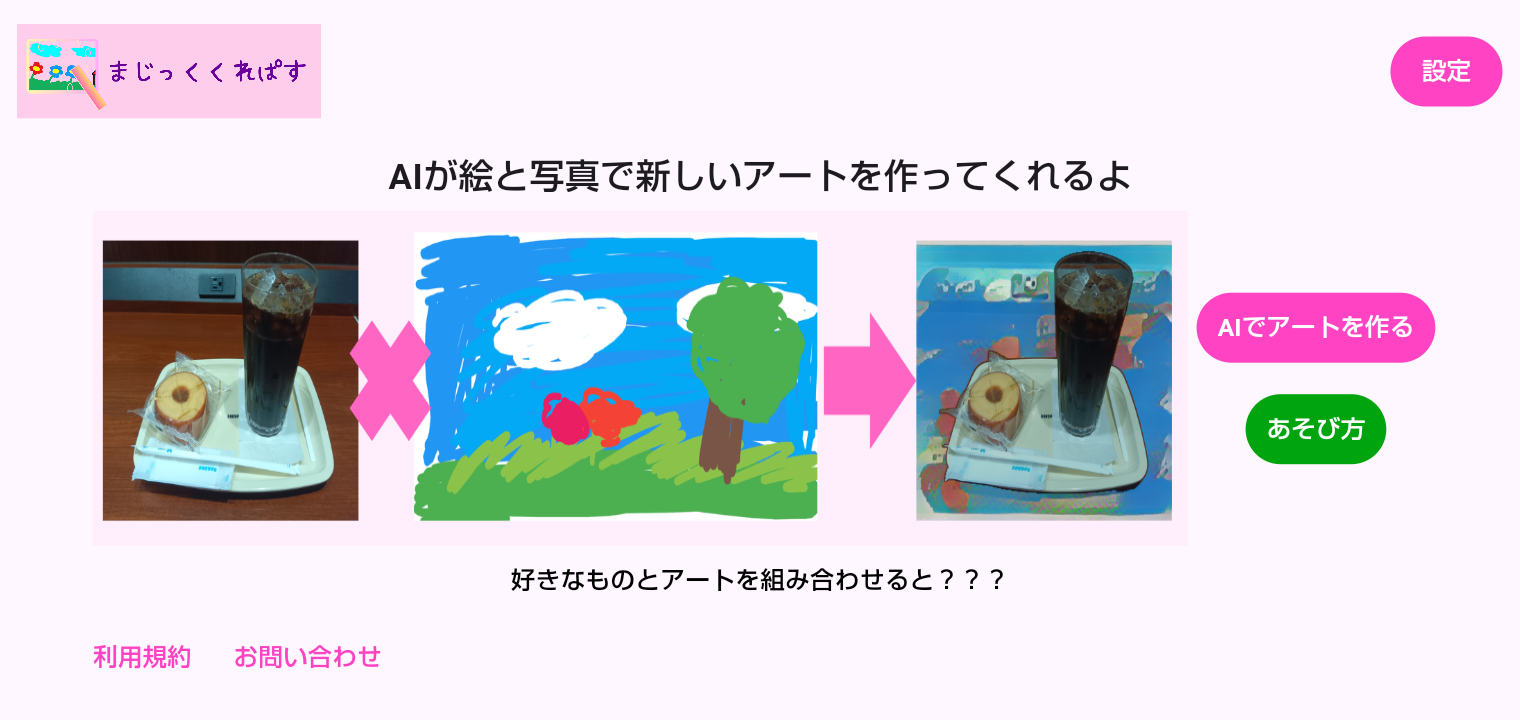 まじっくくれぱす
設定
AIが絵と写真で新しいアートを作ってくれるよ
AIでアートを作る
あそび方
好きなものとアートを組み合わせると？？？
利用規約
お問い合わせ